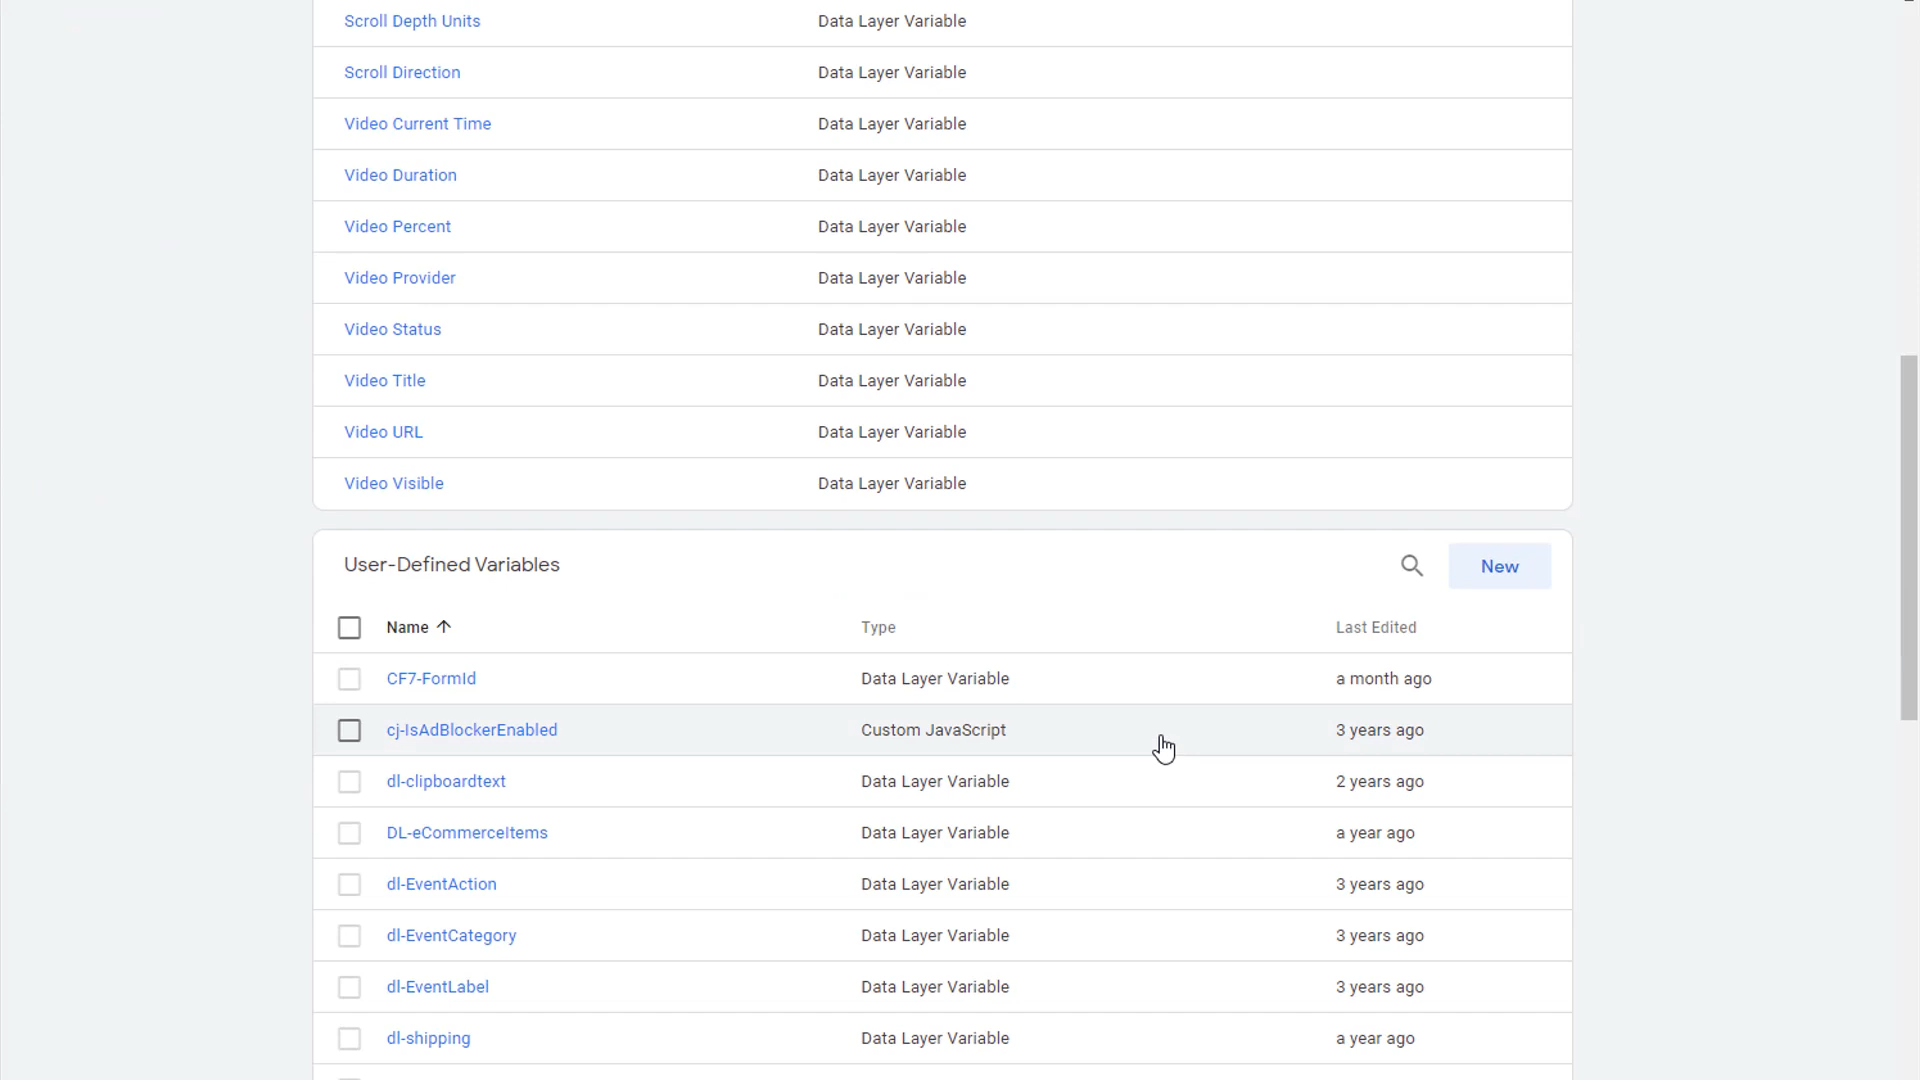 Scroll Depth Units Data Layer Variable
Scroll Direction Data Layer Variable
Video Current Time Data Layer Variable
Video Duration Data Layer Variable
Video Percent Data Layer Variable
Video Provider Data Layer Variable
Video Status Data Layer Variable
Video Title Data Layer Variable
Video URL Data Layer Variable
Video Visible Data Layer Variable
User-Defined Variables New
Name Type Last Edited
CF7-FormId Data Layer Variable a month ago
cj-IsAdBlockerEnabled Custom JavaScript 3 years ago
dl-clipboardtext Data Layer Variable 2 years ago
DL-eCommerceItems Data Layer Variable a year ago
dl-EventAction Data Layer Variable 3 years ago
dl-EventCategory Data Layer Variable 3 years ago
dl-EventLabel Data Layer Variable 3 years ago
dl-shipping Data Layer Variable a year ago